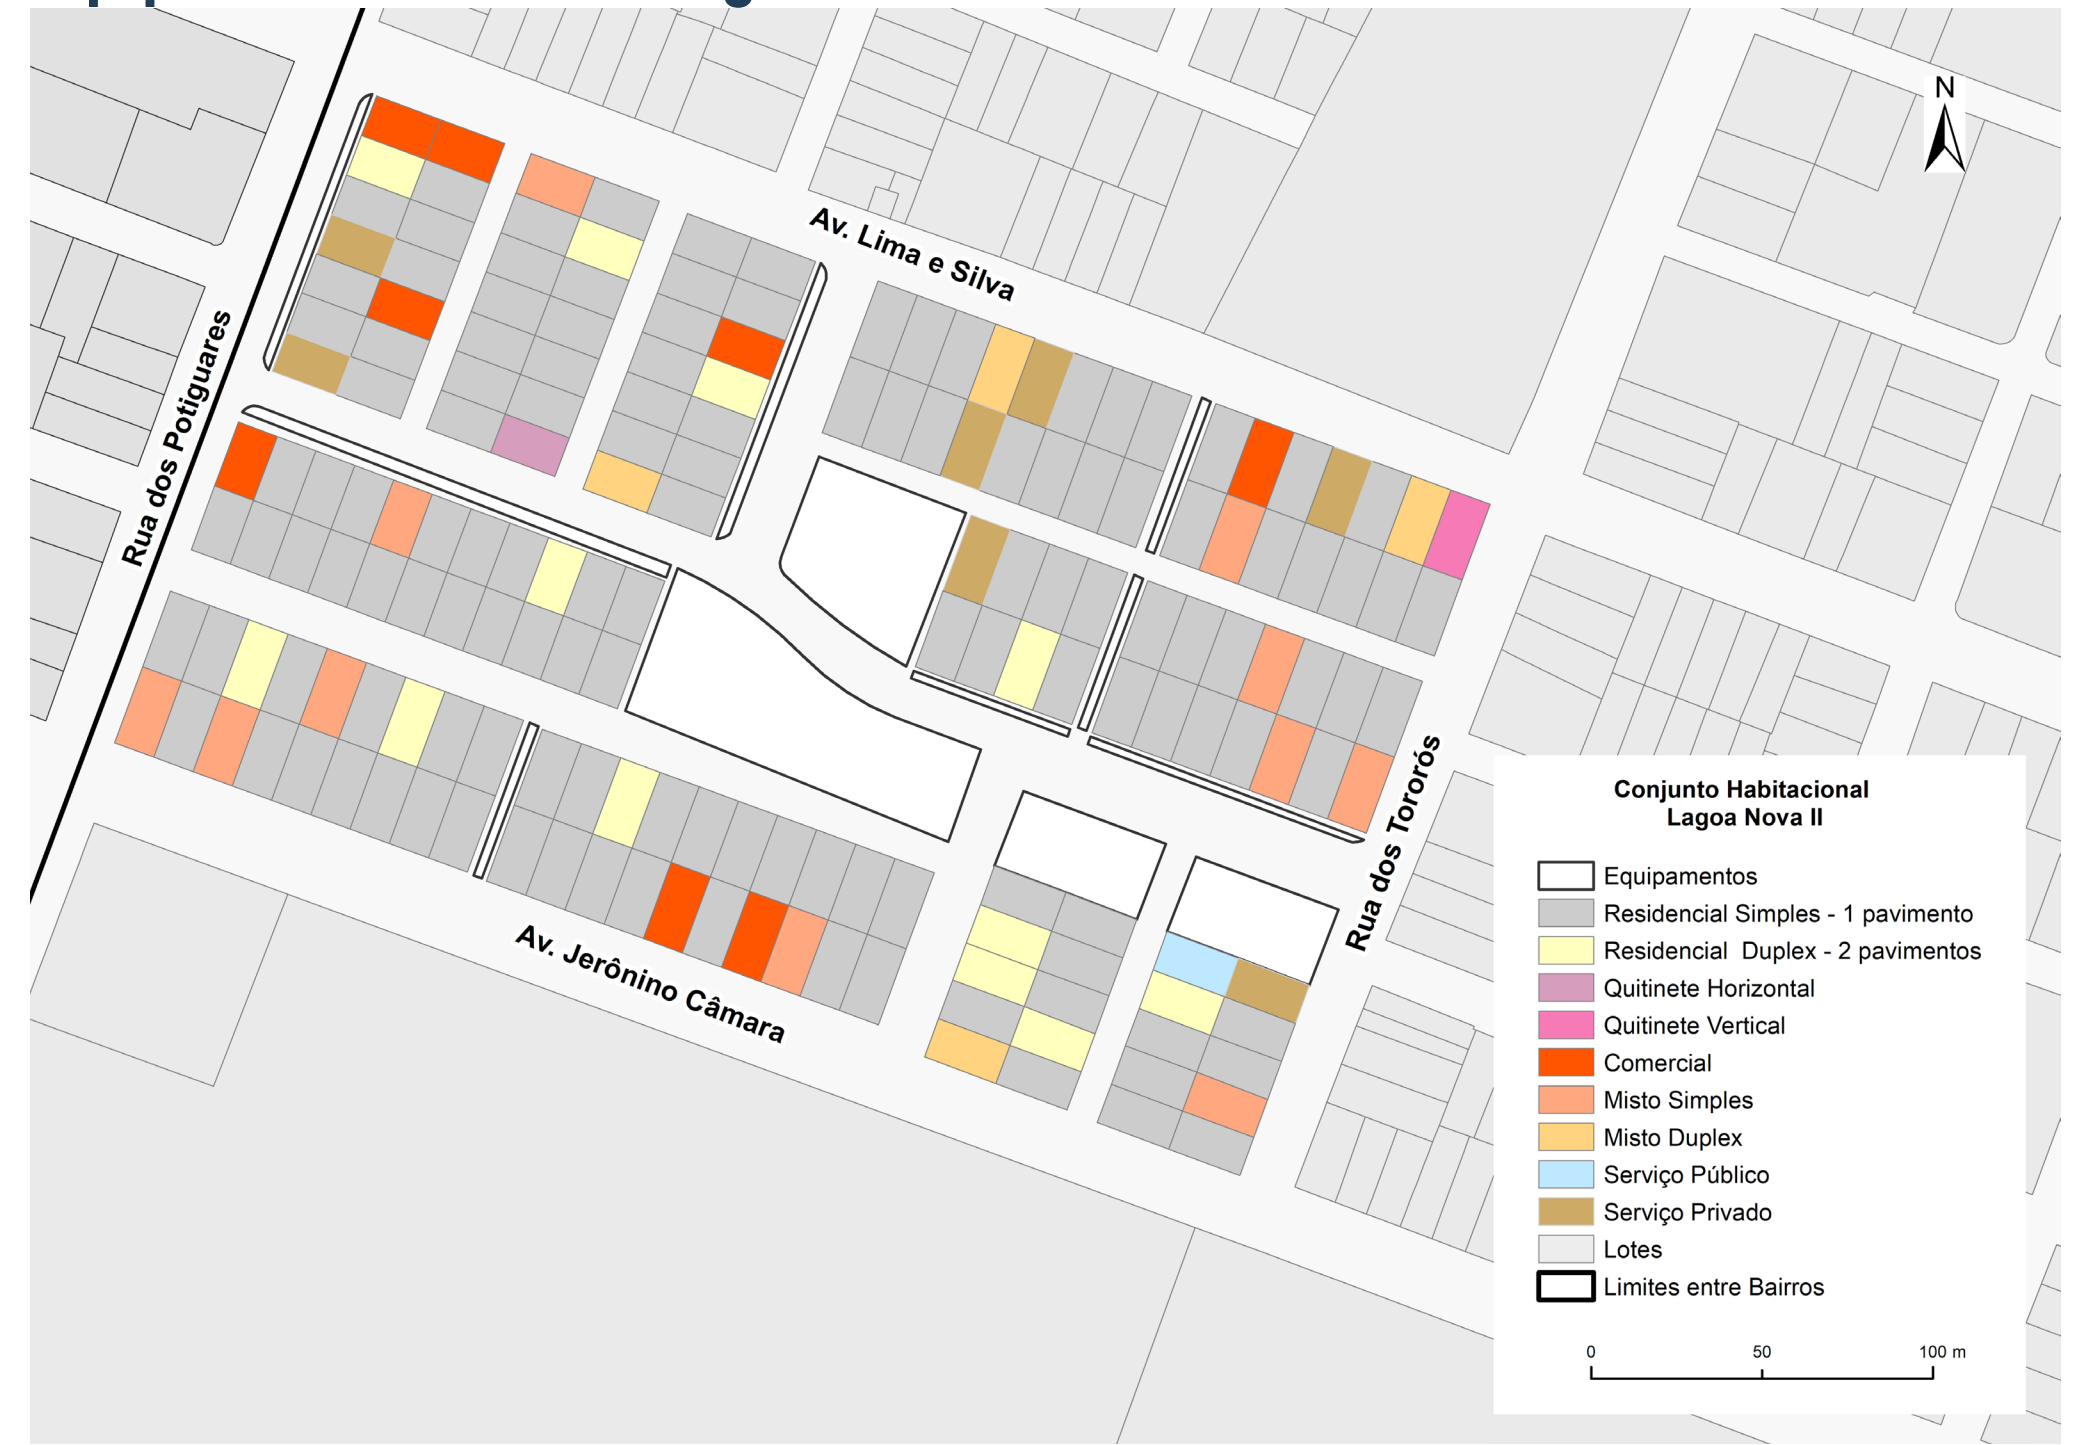 N
Av. Lima e Silva
Rua dos Potiguares
Rua dos Tororós
Av. Jerônino Câmara
Conjunto Habitacional
Lagoa Nova II
Equipamentos
Residencial Simples - 1 pavimento
Residencial Duplex - 2 pavimentos
Quitinete Horizontal
Quitinete Vertical
Comercial
Misto Simples
Misto Duplex
Serviço Público
Serviço Privado
Lotes
Limites entre Bairros
0 50 100 m